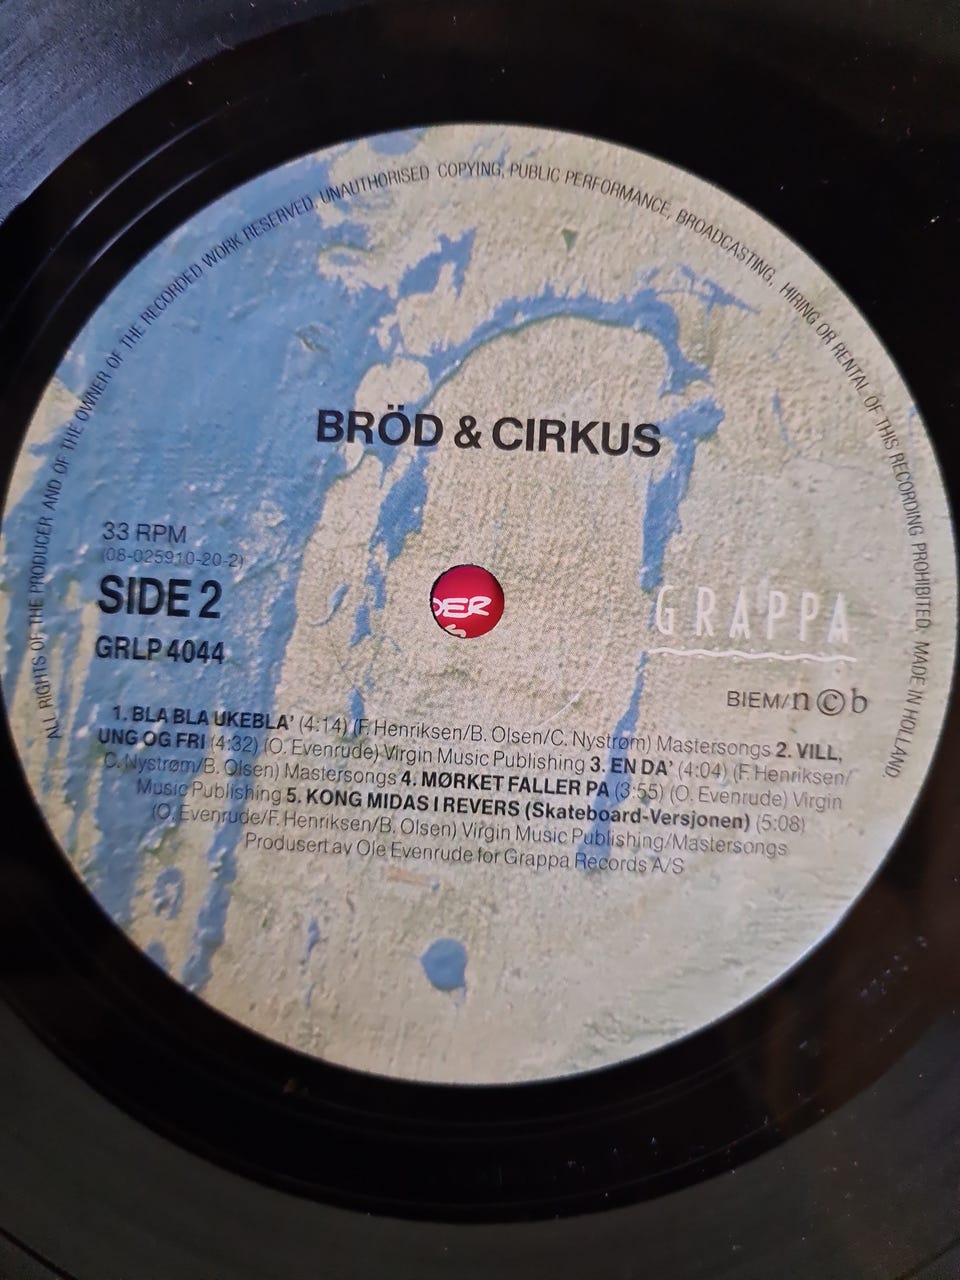 ALL RIGHTS OF THE PRODUCER AND OF THE OWNER OF THE RECORDED WORK RESERVED. UNAUTHORISED COPYING, PUBLIC PERFORMANCE, BROADCASTING, HIRING OR RENTAL OF THIS RECORDING PROHIBITED. MADE IN HOLLAND.
BRÖD & CIRKUS
33 RPM
(08-025910-20-2)
SIDE 2
GRLP 4044
DER
GRAPPA
BIEM/n©b
1. BLA BLA UKEBLA' (4:14) (F. Henriksen/B. Olsen/C. Nystrøm) Mastersongs 2. VILL,
UNG OG FRI (4:32) (O. Evenrude) Virgin Music Publishing 3. EN DA' (4:04) (F. Henriksen/
C. Nystrøm/B. Olsen) Mastersongs 4. MØRKET FALLER PA (3:55) (O. Evenrude) Virgin
Music Publishing 5. KONG MIDAS I REVERS (Skateboard-Versjonen) (5:08)
(O. Evenrude/F. Henriksen/B. Olsen) Virgin Music Publishing/Mastersongs
Produsert av Ole Evenrude for Grappa Records A/S